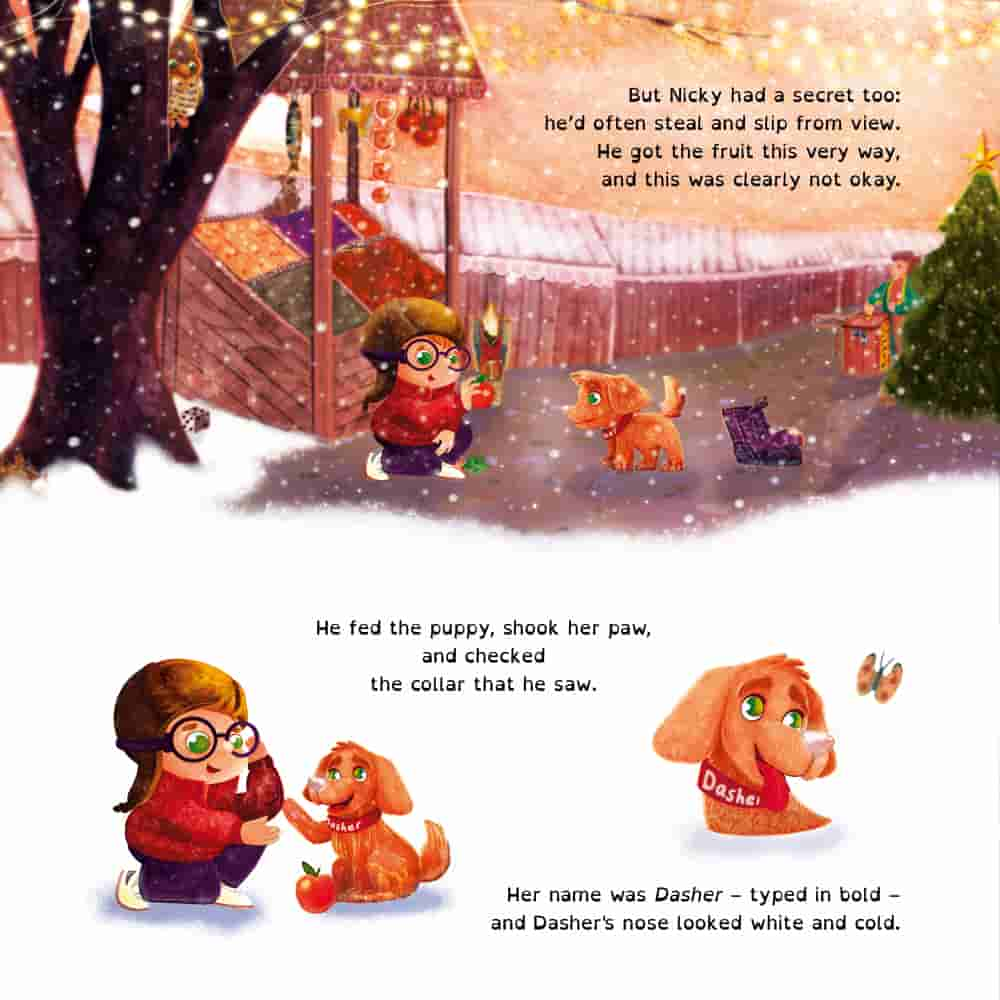 But Nicky had a secret too:
he'd often steal and slip from view.
He got the fruit this very way,
and this was clearly not okay.
He fed the puppy, shook her paw,
and checked
the collar that he saw.
Dasher
Dasher
Her name was Dasher – typed in bold –
and Dasher's nose looked white and cold.